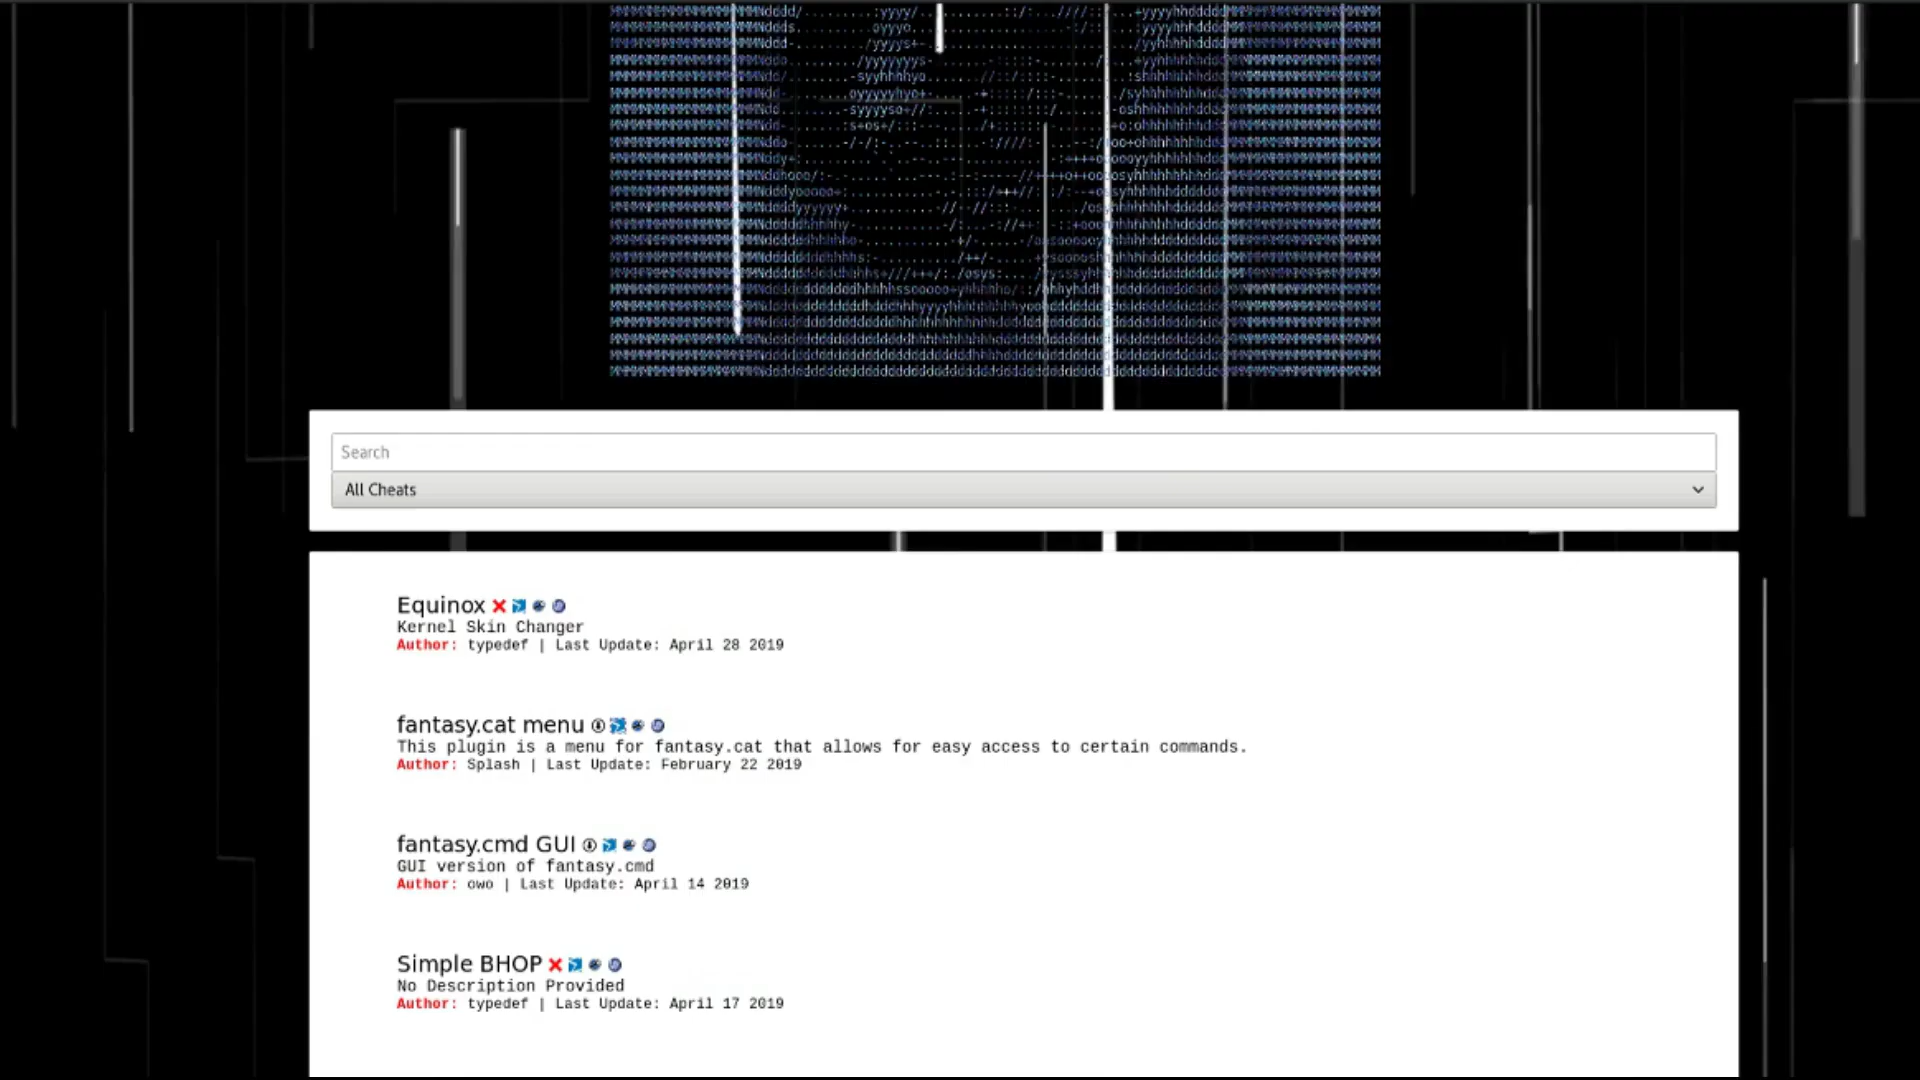 Search
All Cheats
Equinox
Kernel Skin Changer
Author: typedef | Last Update: April 28 2019
fantasy.cat menu
This plugin is a menu for fantasy.cat that allows for easy access to certain commands.
Author: Splash | Last Update: February 22 2019
fantasy.cmd GUI
GUI version of fantasy.cmd
Author: owo | Last Update: April 14 2019
Simple BHOP
No Description Provided
Author: typedef | Last Update: April 17 2019